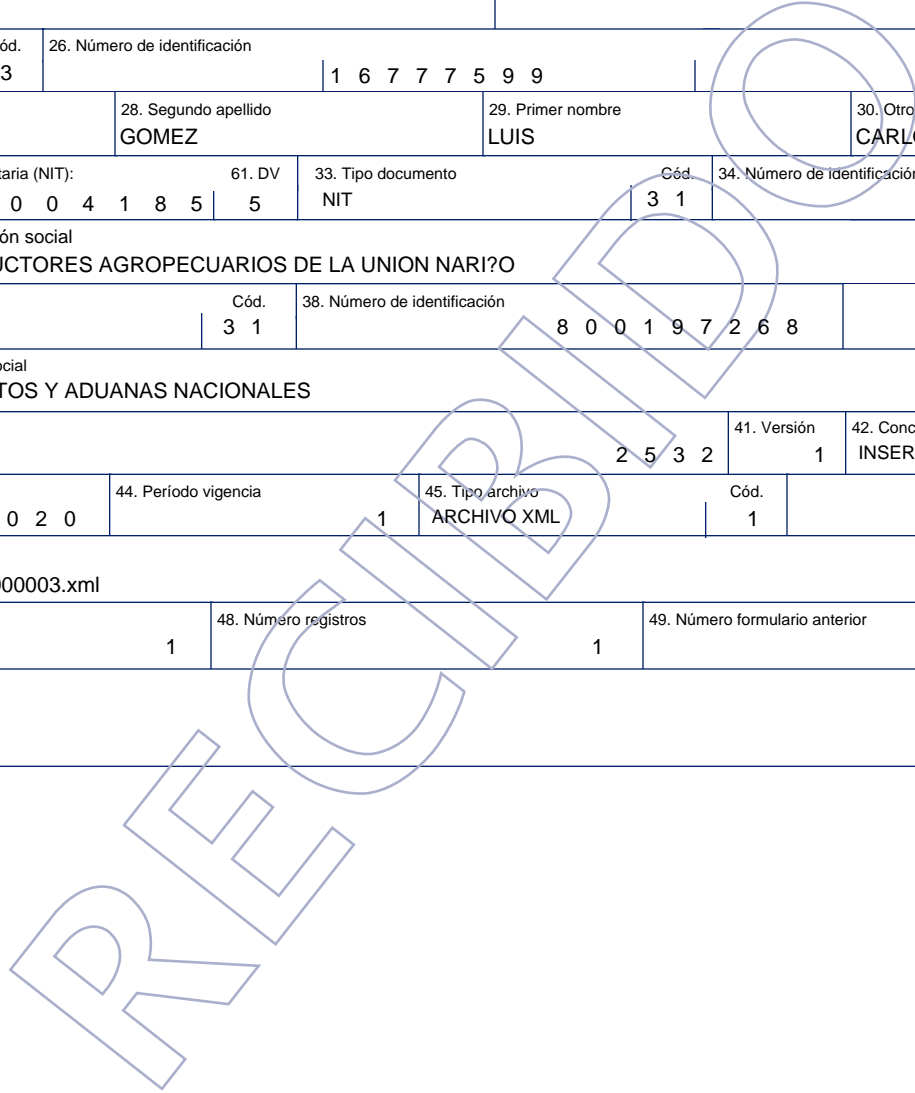 ód. 26. Número de identificación
3 1 6 7 7 7 5 9 9
28. Segundo apellido 29. Primer nombre 30. Otro
GOMEZ LUIS CARLO
taria (NIT): 61. DV 33. Tipo documento Cód. 34. Número de identificación
0 0 4 1 8 5 5 NIT 3 1
ón social
UCTORES AGROPECUARIOS DE LA UNION NARI?O
Cód. 38. Número de identificación
3 1 8 0 0 1 9 7 2 6 8
ocial
TOS Y ADUANAS NACIONALES
41. Versión 42. Conc
2 5 3 2 1 INSER
44. Período vigencia 45. Tipo archivo Cód.
0 2 0 1 ARCHIVO XML 1
000003.xml
48. Número registros 49. Número formulario anterior
1 1
RECIBIDO